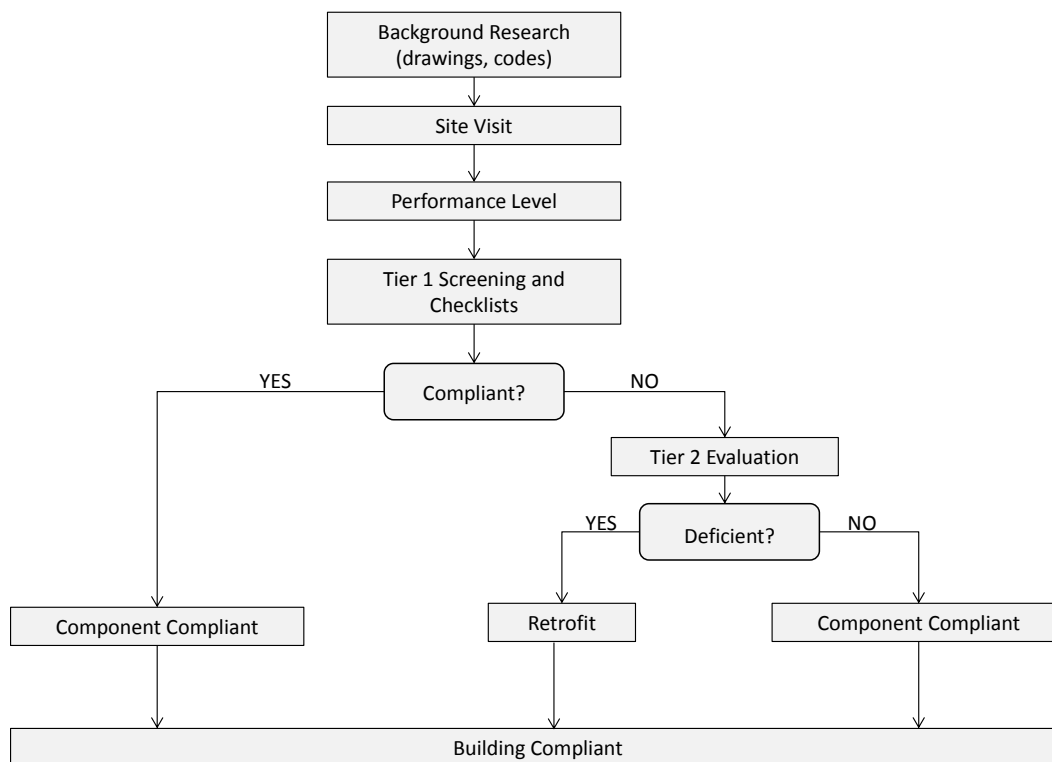 Background Research
(drawings, codes)
Site Visit
Performance Level
Tier 1 Screening and
Checklists
YES
Compliant?
NO
Tier 2 Evaluation
YES
Deficient?
NO
Component Compliant
Retrofit
Component Compliant
Building Compliant